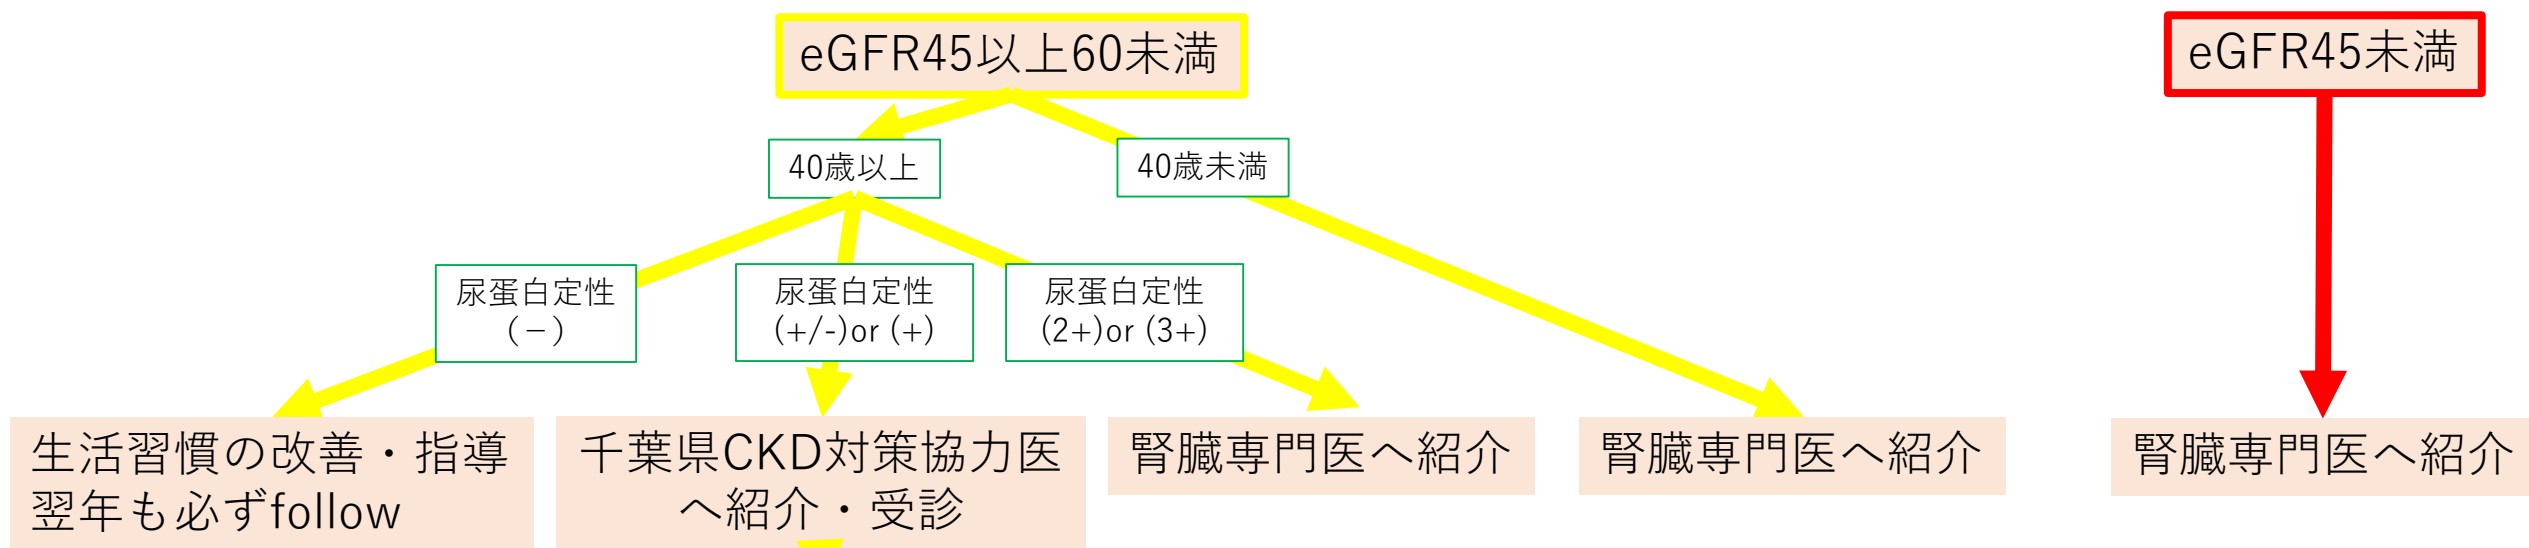 eGFR45以上60未満
eGFR45未満
40歳以上
40歳未満
尿蛋白定性
(－)
尿蛋白定性
(+/-)or (+)
尿蛋白定性
(2+)or (3+)
生活習慣の改善・指導
翌年も必ずfollow
千葉県CKD対策協力医
へ紹介・受診
腎臓専門医へ紹介
腎臓専門医へ紹介
腎臓専門医へ紹介